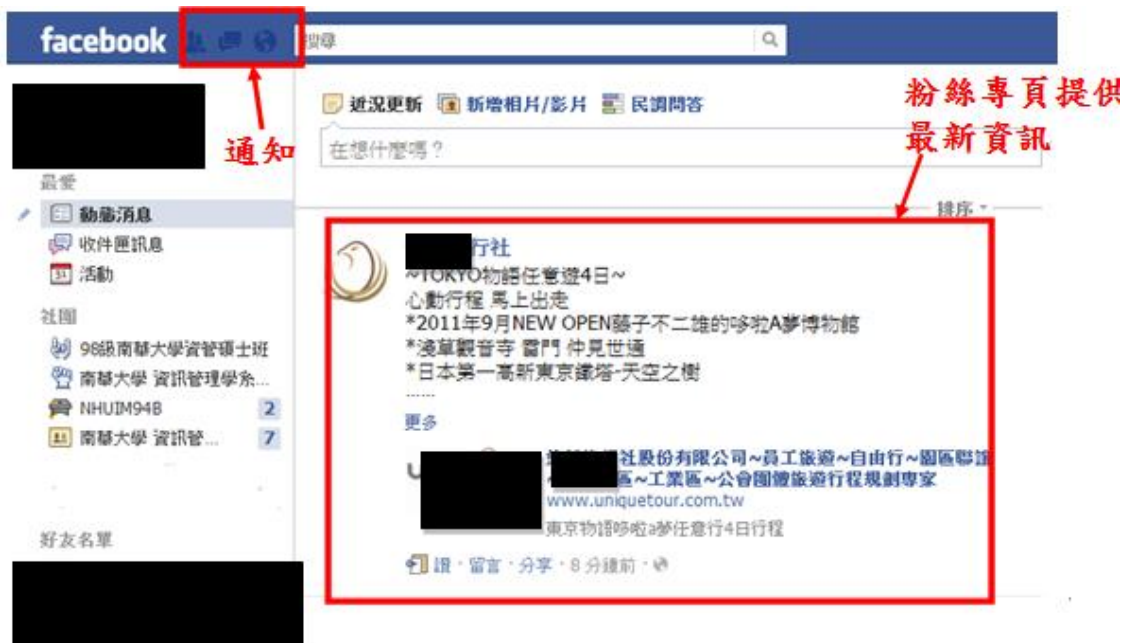 facebook
搜尋
粉絲專頁提供
最新資訊
通知
近況更新 新增相片/影片 民調問答
在想什麼嗎？
最愛
排序
動態消息
收件匣訊息
31 活動
社團
98級南華大學資管碩士班
南華大學 資訊管理學系...
NHUIM94B 2
南華大學 資訊管... 7
好友名單
行社
~TOKYO物語任意遊4日~
心動行程 馬上出走
*2011年9月NEW OPEN藤子不二雄的哆啦A夢博物館
*淺草觀音寺 雷門 仲見世通
*日本第一高新東京鐵塔-天空之樹
......
更多
社股份有限公司~員工旅遊~自由行~園區聯誼
區~工業區~公會團體旅遊行程規劃專家
www.uniquetour.com.tw
東京物語哆啦a夢任意行4日行程
讚 · 留言 · 分享 · 8 分鐘前 ·